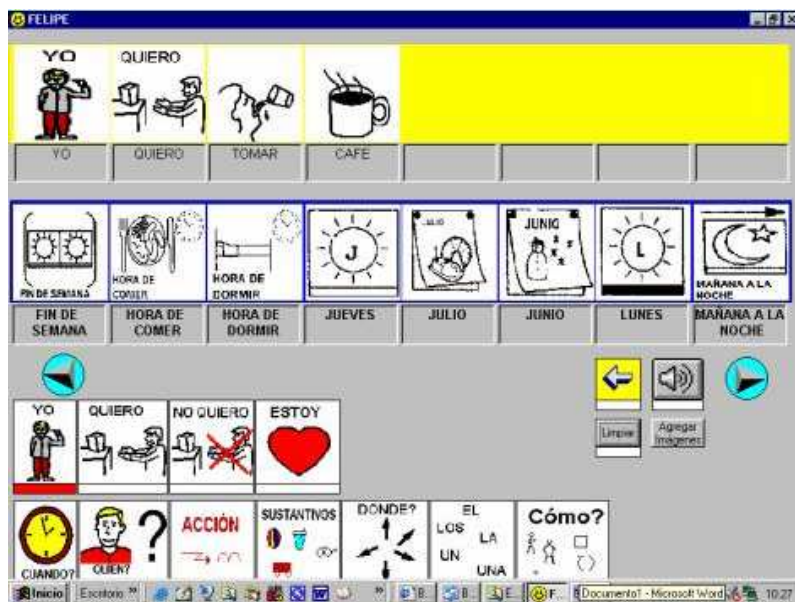 FELIPE
YO QUIERO
YO QUIERO TOMAR CAFE
J JULIO JUNIO L
FIN DE SEMANA HORA DE COMER HORA DE DORMIR MAÑANA A LA NOCHE
FIN DE SEMANA HORA DE COMER HORA DE DORMIR JUEVES JULIO JUNIO LUNES MAÑANA A LA NOCHE
YO QUIERO NO QUIERO ESTOY
Limpiar Agregar Imágenes
ACCIÓN SUSTANTIVOS DONDE? EL LOS LA UN UNA Cómo?
CUANDO? QUIEN? ?
Inicio Escritorio » » B.. B.. E.. F.. Documento1 - Microsoft Word 10:27